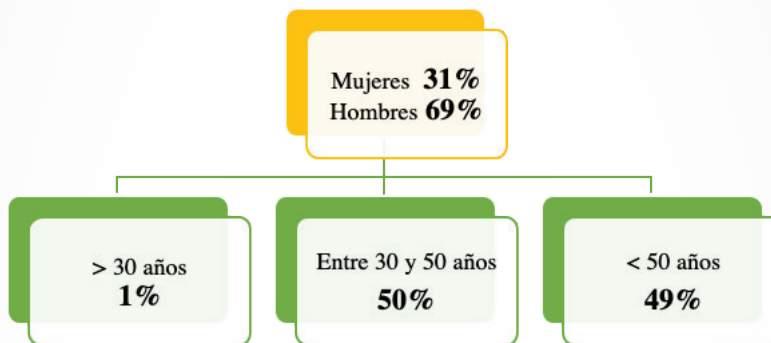 Mujeres 31%
Hombres 69%
> 30 años
1%
Entre 30 y 50 años
50%
< 50 años
49%